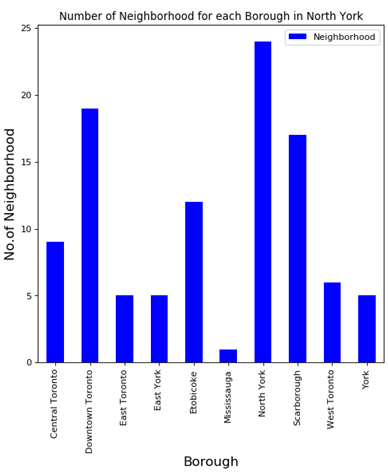 Number of Neighborhood for each Borough in North York
Neighborhood
No.of Neighborhood
25
20
15
10
5
0
Central Toronto
Downtown Toronto
East Toronto
East York
Etobicoke
Mississauga
North York
Scarborough
West Toronto
York
Borough